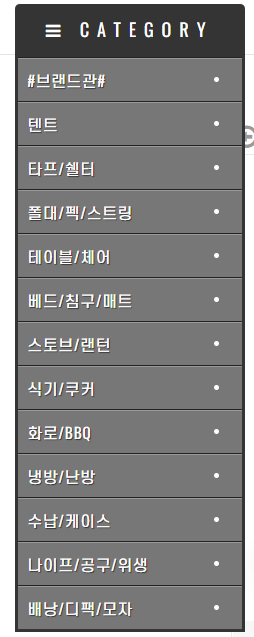 ≡ CATEGORY
#브랜드관#
텐트
타프/쉘터
폴대/펙/스트링
테이블/체어
베드/침구/매트
스토브/랜턴
식기/쿠커
화로/BBQ
냉방/난방
수납/케이스
나이프/공구/위생
배낭/디팩/모자